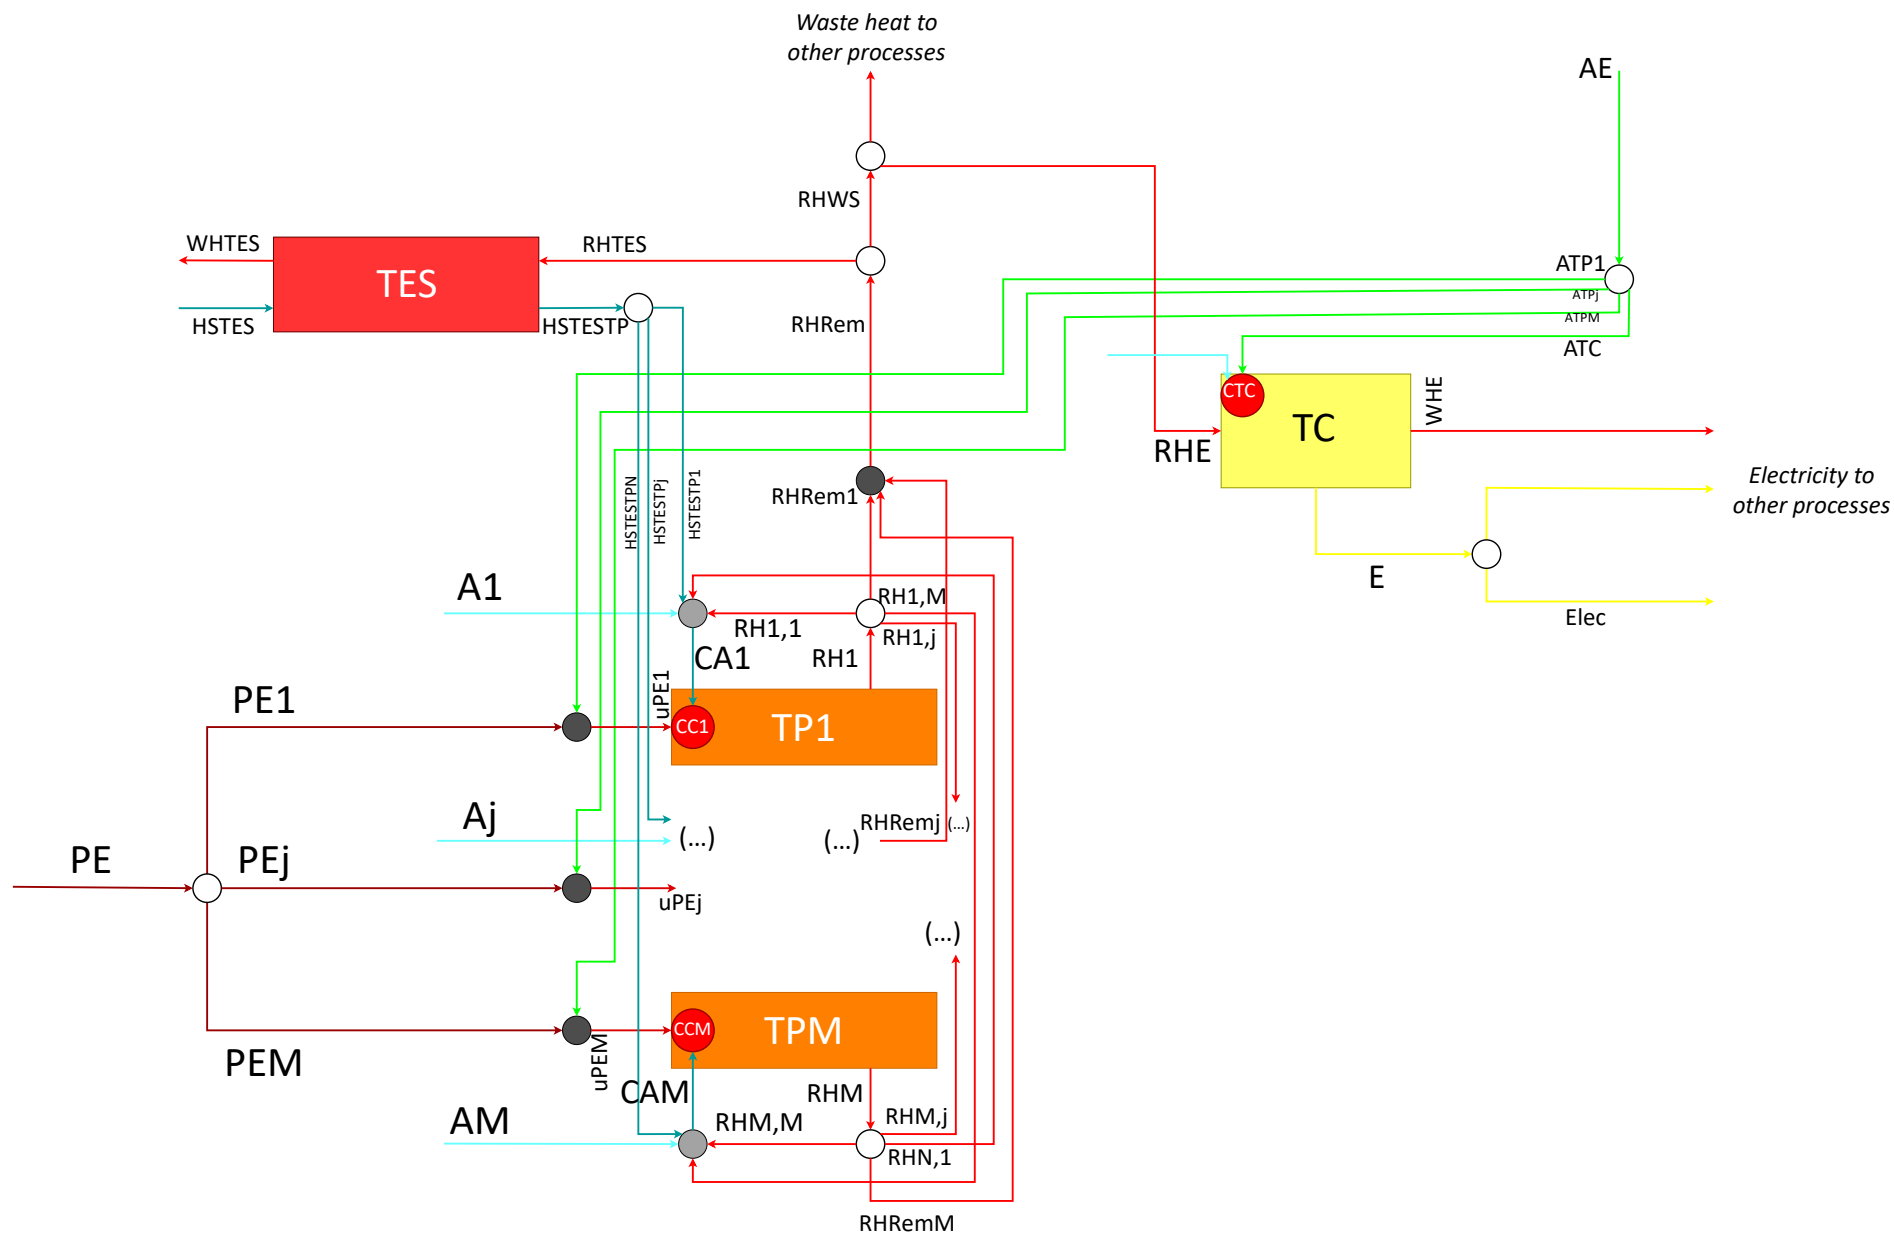 Waste heat to
other processes
AE
RHWS
WHTES
RHTES
TES
HSTES
HSTESTP
RHRem
ATP1
ATPj
ATPM
ATC
CTC
TC
WHE
RHE
HSTESTPN
HSTESTPj
HSTESTP1
RHRem1
Electricity to
other processes
E
Elec
A1
RH1,M
RH1,1
RH1,j
CA1
RH1
uPE1
PE1
CC1
TP1
Aj
(...)
(...)
RHRemj
(...)
PE
PEj
uPEj
(...)
TPM
CCM
PEM
uPEM
CAM
RHM
AM
RHM,M
RHM,j
RHN,1
RHRemM